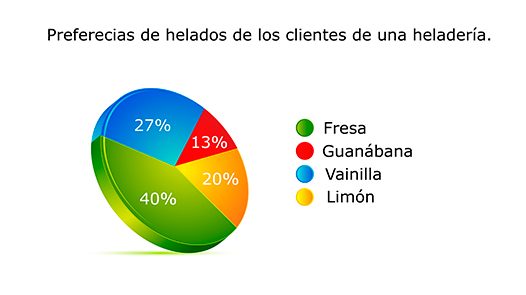 Preferecias de helados de los clientes de una heladería.
27%
13%
20%
40%
Fresa
Guanábana
Vainilla
Limón